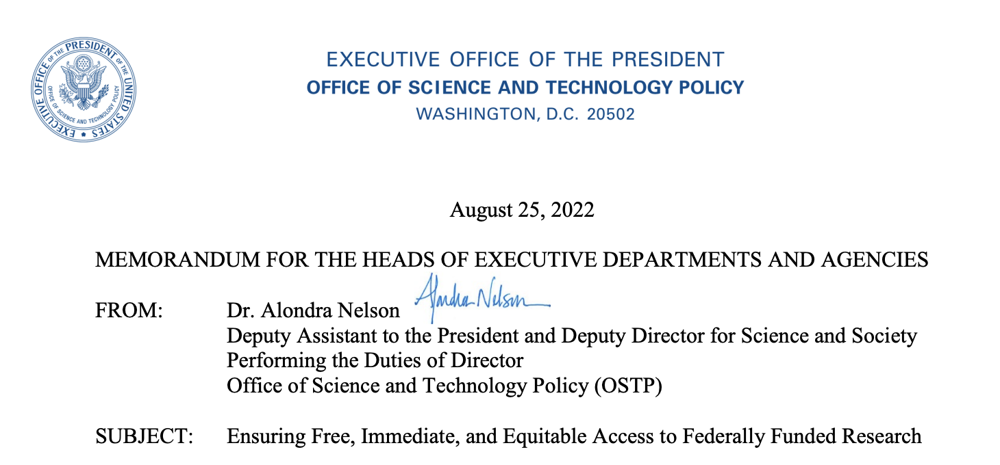 EXECUTIVE OFFICE OF THE PRESIDENT OF THE UNITED STATES
OFFICE OF SCIENCE AND TECHNOLOGY POLICY
EXECUTIVE OFFICE OF THE PRESIDENT
OFFICE OF SCIENCE AND TECHNOLOGY POLICY
WASHINGTON, D.C. 20502
August 25, 2022
MEMORANDUM FOR THE HEADS OF EXECUTIVE DEPARTMENTS AND AGENCIES
Alondra Nelson
FROM: Dr. Alondra Nelson
Deputy Assistant to the President and Deputy Director for Science and Society
Performing the Duties of Director
Office of Science and Technology Policy (OSTP)
SUBJECT: Ensuring Free, Immediate, and Equitable Access to Federally Funded Research